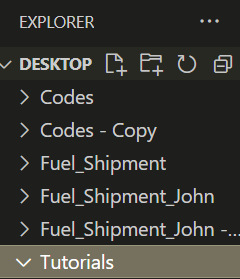 EXPLORER ...
DESKTOP
Codes
Codes - Copy
Fuel_Shipment
Fuel_Shipment_John
Fuel_Shipment_John -...
Tutorials